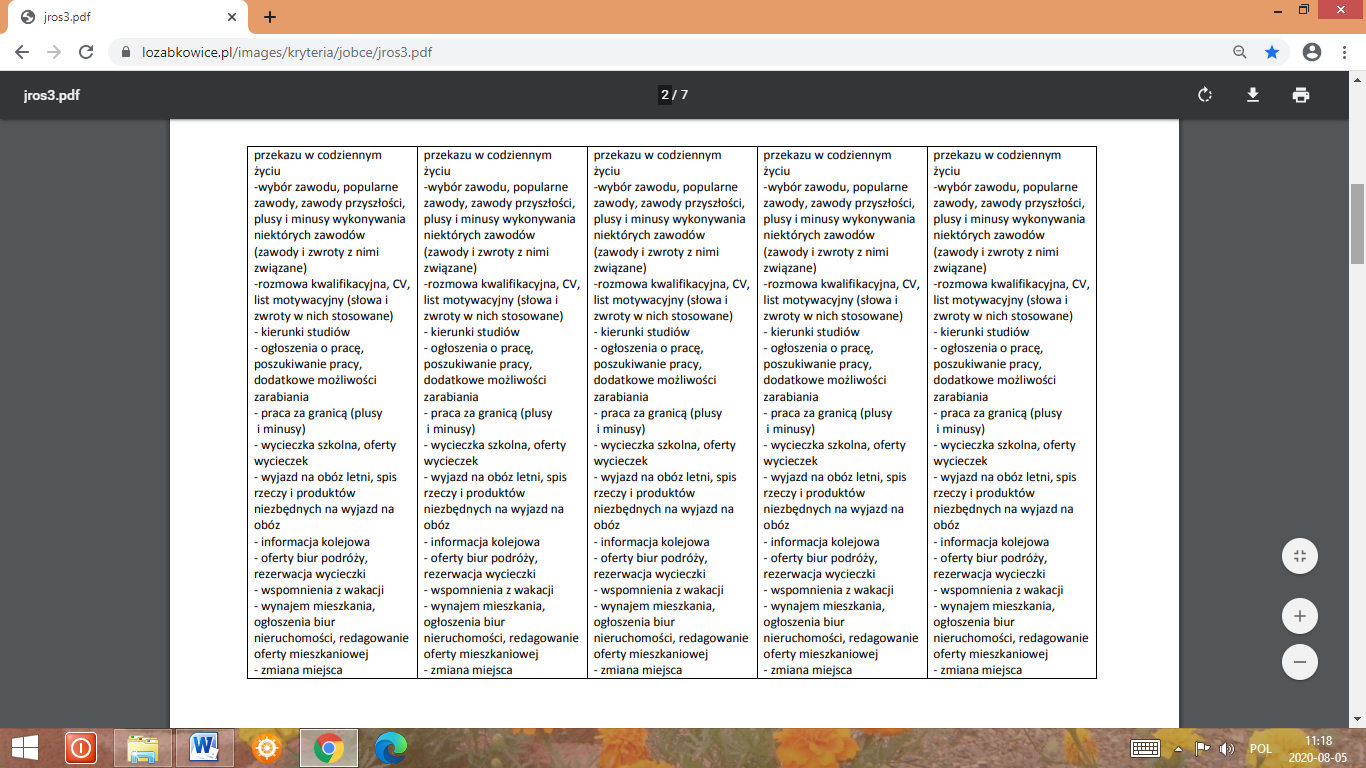 jros3.pdf
lozabkowice.pl/images/kryteria/jobce/jros3.pdf
jros3.pdf
2 / 7
przekazu w codziennym
życiu
-wybór zawodu, popularne
zawody, zawody przyszłości,
plusy i minusy wykonywania
niektórych zawodów
(zawody i zwroty z nimi
związane)
-rozmowa kwalifikacyjna, CV,
list motywacyjny (słowa i
zwroty w nich stosowane)
- kierunki studiów
- ogłoszenia o pracę,
poszukiwanie pracy,
dodatkowe możliwości
zarabiania
- praca za granicą (plusy
i minusy)
- wycieczka szkolna, oferty
wycieczek
- wyjazd na obóz letni, spis
rzeczy i produktów
niezbędnych na wyjazd na
obóz
- informacja kolejowa
- oferty biur podróży,
rezerwacja wycieczki
- wspomnienia z wakacji
- wynajem mieszkania,
ogłoszenia biur
nieruchomości, redagowanie
oferty mieszkaniowej
- zmiana miejsca
przekazu w codziennym
życiu
-wybór zawodu, popularne
zawody, zawody przyszłości,
plusy i minusy wykonywania
niektórych zawodów
(zawody i zwroty z nimi
związane)
-rozmowa kwalifikacyjna, CV,
list motywacyjny (słowa i
zwroty w nich stosowane)
- kierunki studiów
- ogłoszenia o pracę,
poszukiwanie pracy,
dodatkowe możliwości
zarabiania
- praca za granicą (plusy
i minusy)
- wycieczka szkolna, oferty
wycieczek
- wyjazd na obóz letni, spis
rzeczy i produktów
niezbędnych na wyjazd na
obóz
- informacja kolejowa
- oferty biur podróży,
rezerwacja wycieczki
- wspomnienia z wakacji
- wynajem mieszkania,
ogłoszenia biur
nieruchomości, redagowanie
oferty mieszkaniowej
- zmiana miejsca
przekazu w codziennym
życiu
-wybór zawodu, popularne
zawody, zawody przyszłości,
plusy i minusy wykonywania
niektórych zawodów
(zawody i zwroty z nimi
związane)
-rozmowa kwalifikacyjna, CV,
list motywacyjny (słowa i
zwroty w nich stosowane)
- kierunki studiów
- ogłoszenia o pracę,
poszukiwanie pracy,
dodatkowe możliwości
zarabiania
- praca za granicą (plusy
i minusy)
- wycieczka szkolna, oferty
wycieczek
- wyjazd na obóz letni, spis
rzeczy i produktów
niezbędnych na wyjazd na
obóz
- informacja kolejowa
- oferty biur podróży,
rezerwacja wycieczki
- wspomnienia z wakacji
- wynajem mieszkania,
ogłoszenia biur
nieruchomości, redagowanie
oferty mieszkaniowej
- zmiana miejsca
przekazu w codziennym
życiu
-wybór zawodu, popularne
zawody, zawody przyszłości,
plusy i minusy wykonywania
niektórych zawodów
(zawody i zwroty z nimi
związane)
-rozmowa kwalifikacyjna, CV,
list motywacyjny (słowa i
zwroty w nich stosowane)
- kierunki studiów
- ogłoszenia o pracę,
poszukiwanie pracy,
dodatkowe możliwości
zarabiania
- praca za granicą (plusy
i minusy)
- wycieczka szkolna, oferty
wycieczek
- wyjazd na obóz letni, spis
rzeczy i produktów
niezbędnych na wyjazd na
obóz
- informacja kolejowa
- oferty biur podróży,
rezerwacja wycieczki
- wspomnienia z wakacji
- wynajem mieszkania,
ogłoszenia biur
nieruchomości, redagowanie
oferty mieszkaniowej
- zmiana miejsca
przekazu w codziennym
życiu
-wybór zawodu, popularne
zawody, zawody przyszłości,
plusy i minusy wykonywania
niektórych zawodów
(zawody i zwroty z nimi
związane)
-rozmowa kwalifikacyjna, CV,
list motywacyjny (słowa i
zwroty w nich stosowane)
- kierunki studiów
- ogłoszenia o pracę,
poszukiwanie pracy,
dodatkowe możliwości
zarabiania
- praca za granicą (plusy
i minusy)
- wycieczka szkolna, oferty
wycieczek
- wyjazd na obóz letni, spis
rzeczy i produktów
niezbędnych na wyjazd na
obóz
- informacja kolejowa
- oferty biur podróży,
rezerwacja wycieczki
- wspomnienia z wakacji
- wynajem mieszkania,
ogłoszenia biur
nieruchomości, redagowanie
oferty mieszkaniowej
- zmiana miejsca
POL
11:18
2020-08-05